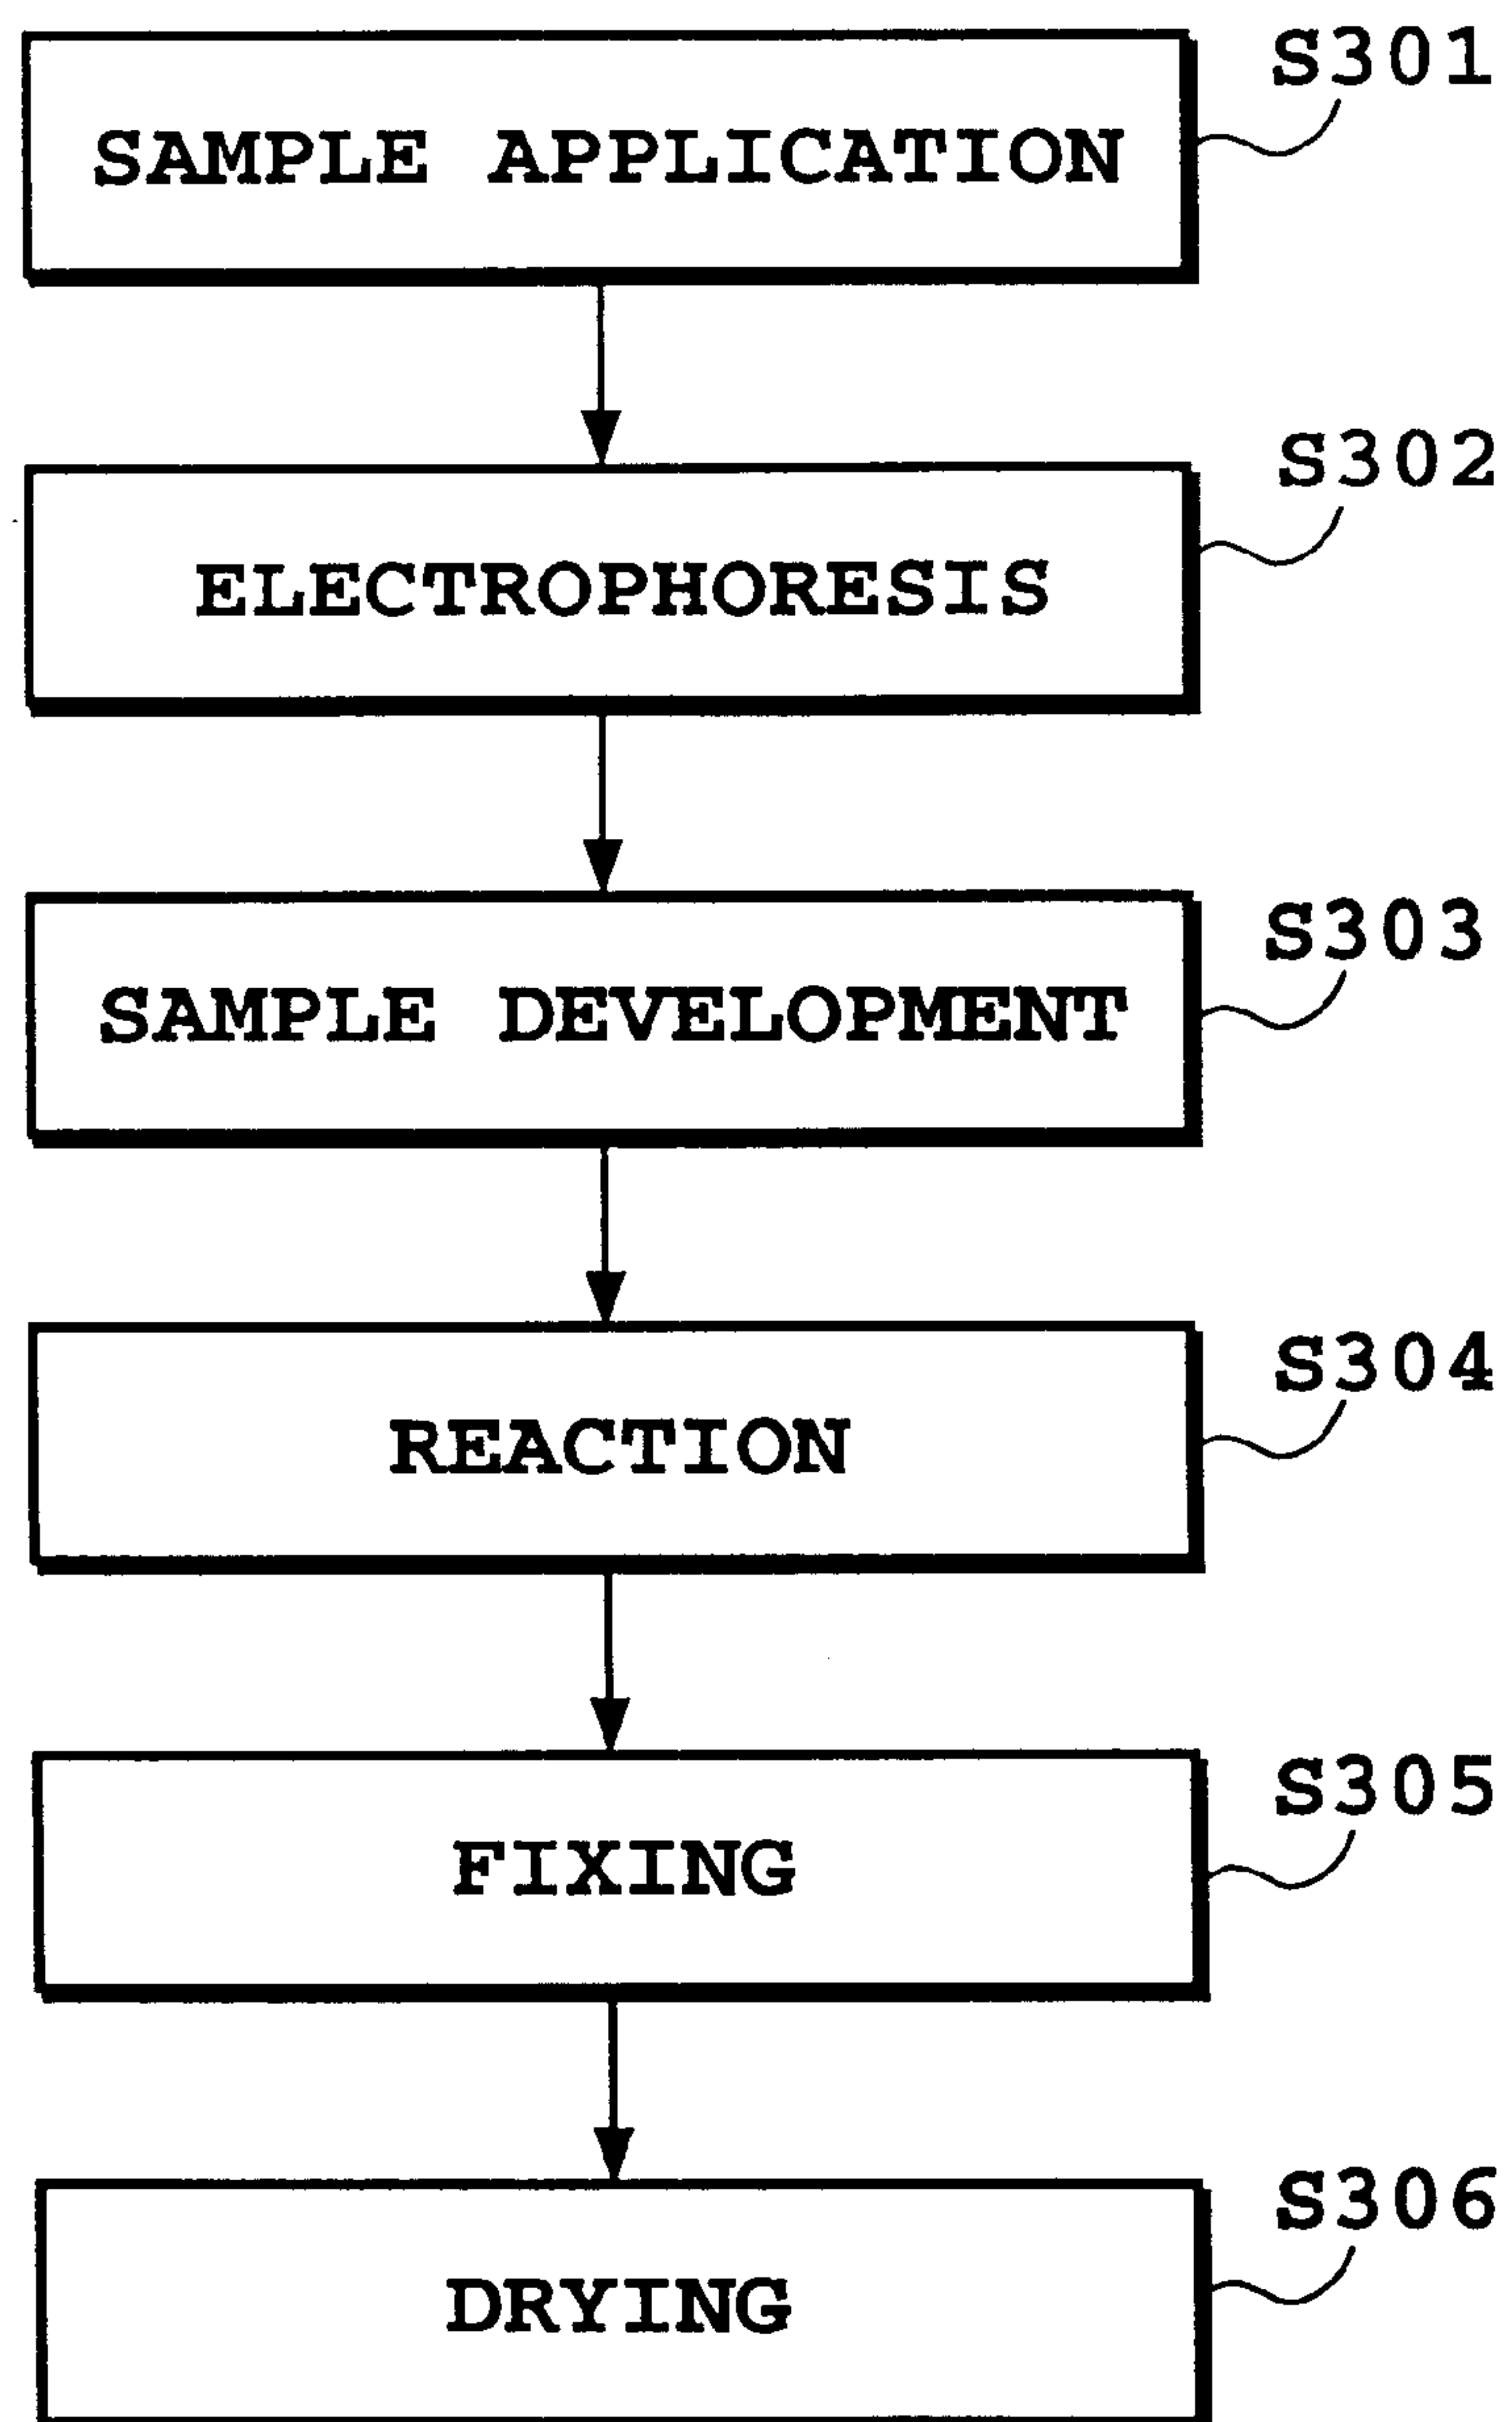 S301
SAMPLE APPLICATION
S302
ELECTROPHORESIS
S303
SAMPLE DEVELOPMENT
S304
REACTION
S305
FIXING
S306
DRYING